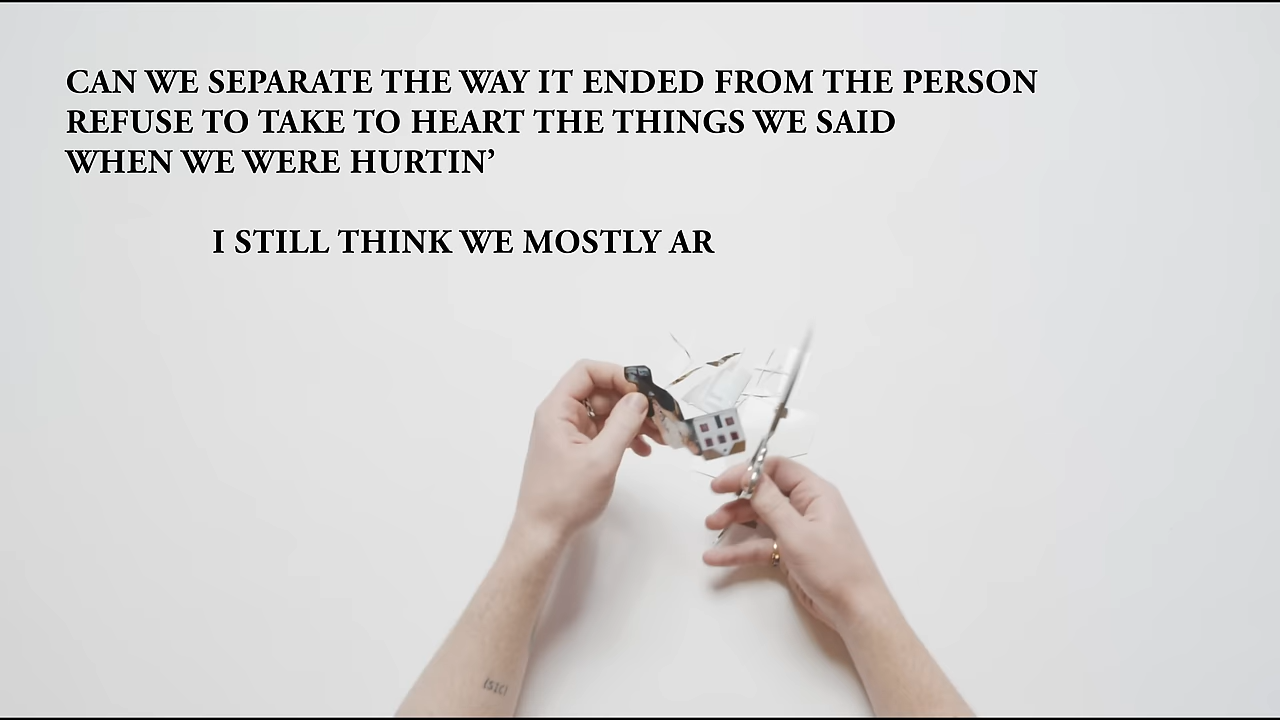 CAN WE SEPARATE THE WAY IT ENDED FROM THE PERSON
REFUSE TO TAKE TO HEART THE THINGS WE SAID
WHEN WE WERE HURTIN’
I STILL THINK WE MOSTLY AR
(SIC)